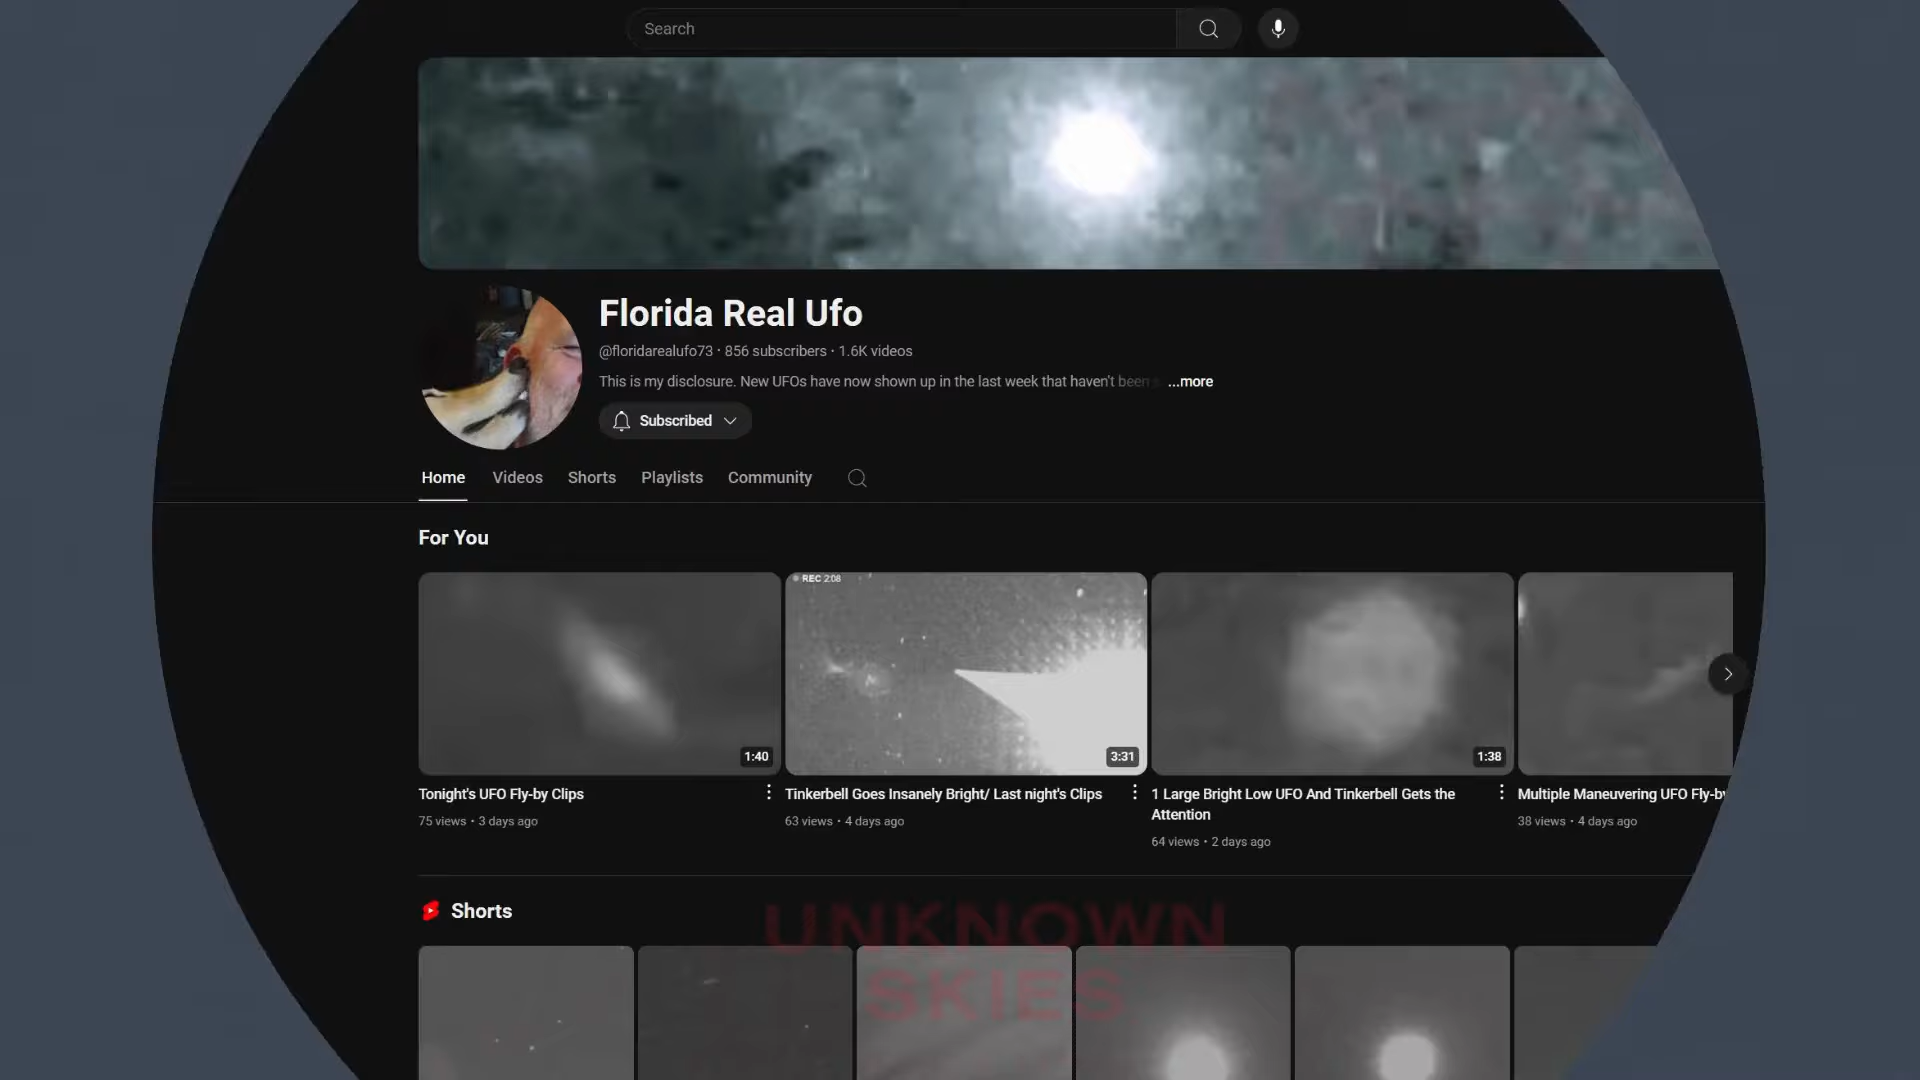 Search
Florida Real Ufo
@floridarealufo73 · 856 subscribers · 1.6K videos
This is my disclosure. New UFOs have now shown up in the last week that haven't been ...more
Subscribed
Home Videos Shorts Playlists Community
For You
REC 2:08
1:40 3:31 1:38
Tonight's UFO Fly-by Clips
75 views · 3 days ago
Tinkerbell Goes Insanely Bright/ Last night's Clips
63 views · 4 days ago
1 Large Bright Low UFO And Tinkerbell Gets the
Attention
64 views · 2 days ago
Multiple Maneuvering UFO Fly-by
38 views · 4 days ago
Shorts
UNKNOWN
SKIES